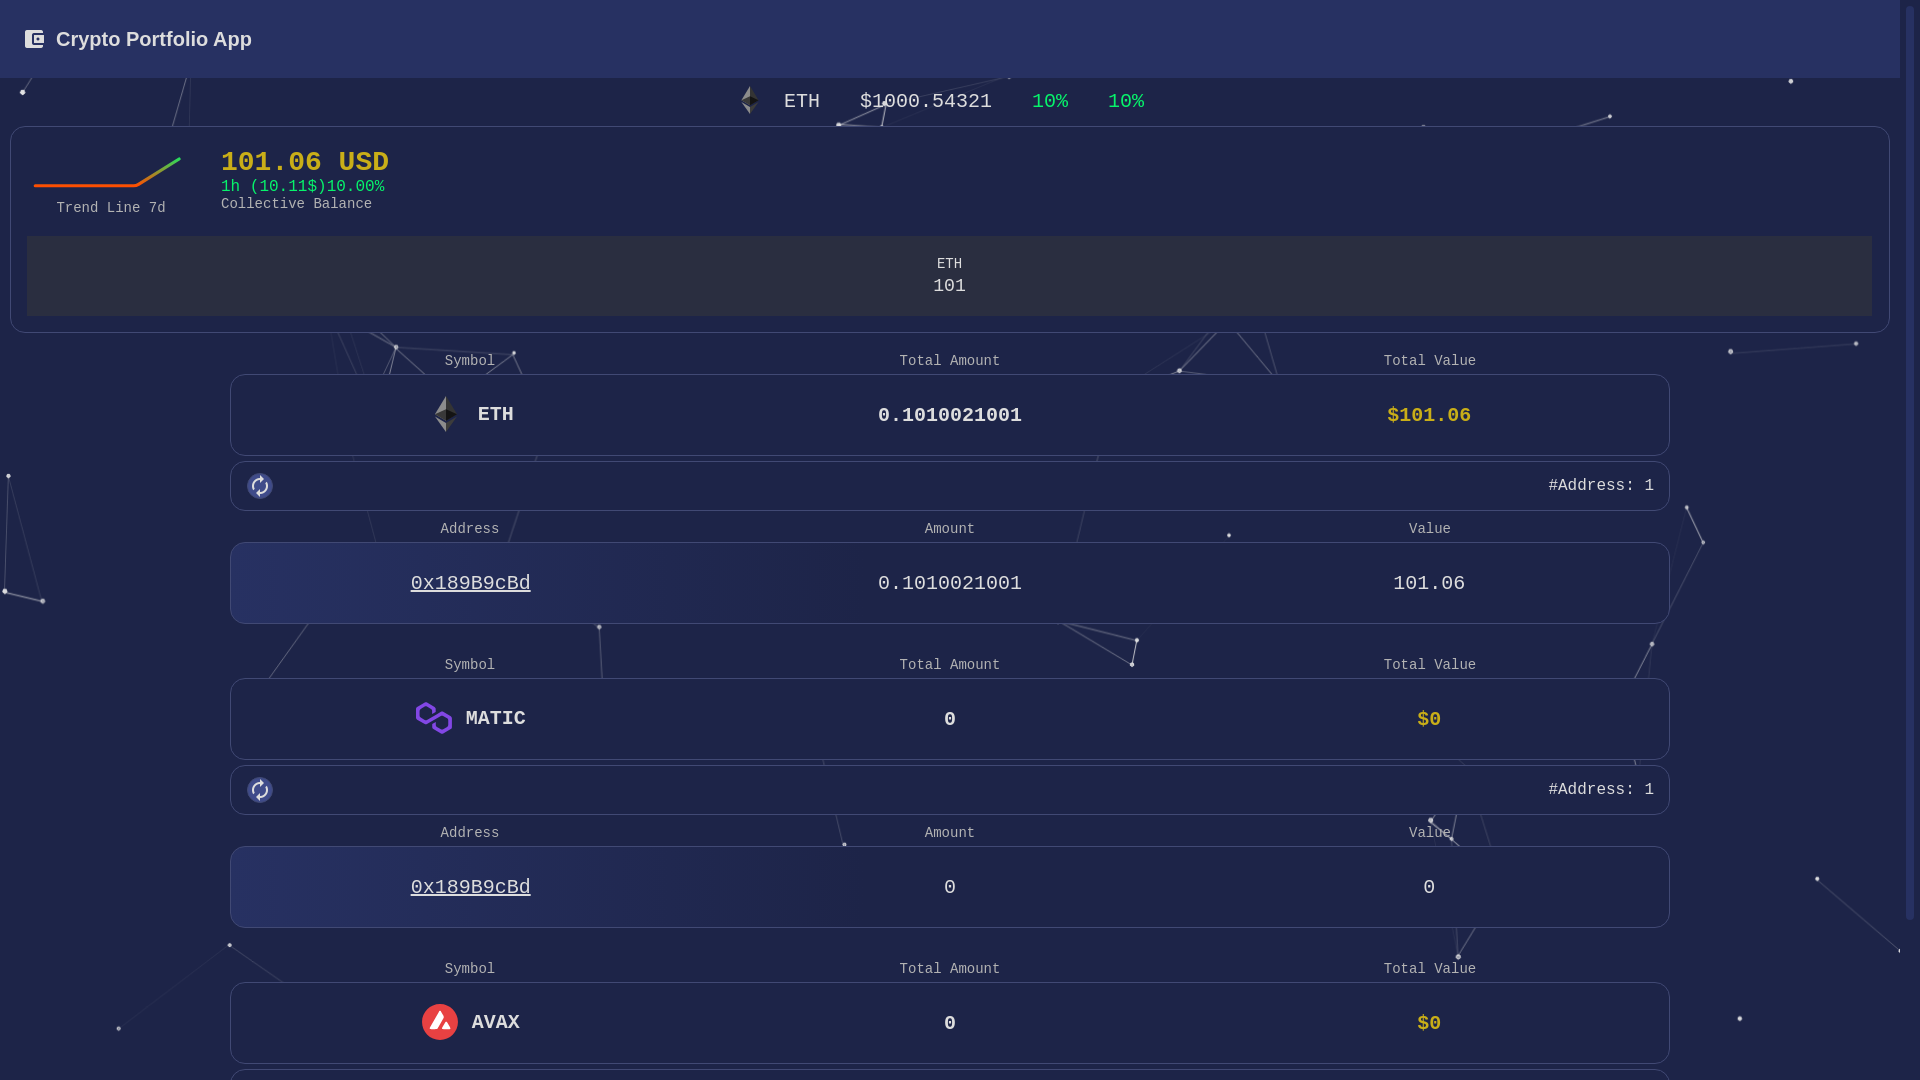 Crypto Portfolio App
ETH $1000.54321 10% 10%
101.06 USD
1h (10.11$)10.00%
Collective Balance
Trend Line 7d
ETH
101
Symbol Total Amount Total Value
ETH 0.1010021001 $101.06
#Address: 1
Address Amount Value
0x189B9cBd 0.1010021001 101.06
Symbol Total Amount Total Value
MATIC 0 $0
#Address: 1
Address Amount Value
0x189B9cBd 0 0
Symbol Total Amount Total Value
AVAX 0 $0